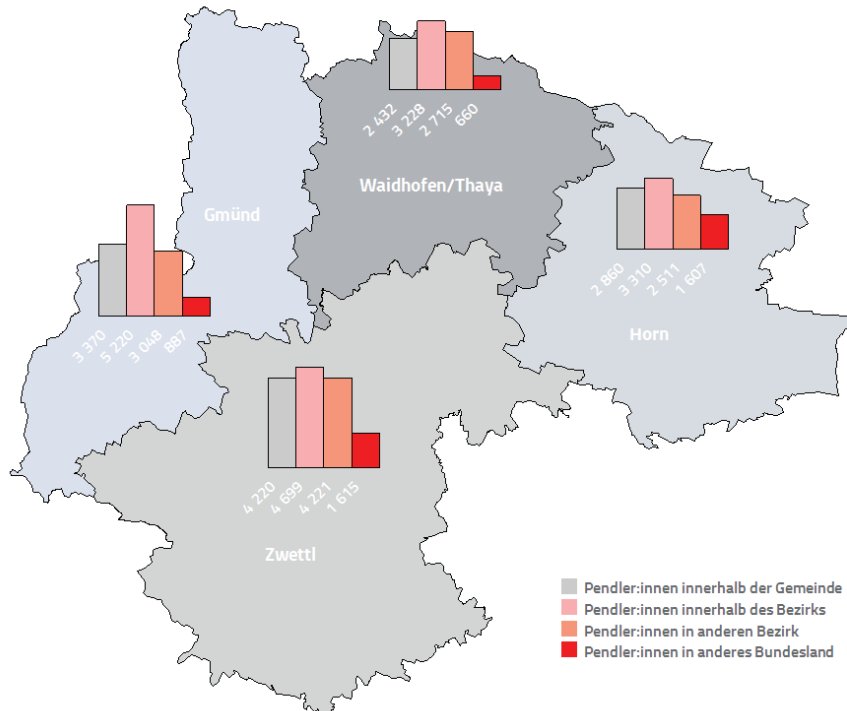 2 432
3 228
2 715
660
Waidhofen/Thaya
Gmünd
2 860
3 310
2 511
1 607
Horn
3 370
5 220
3 048
887
4 220
4 699
4 221
1 615
Zwettl
Pendler:innen innerhalb der Gemeinde
Pendler:innen innerhalb des Bezirks
Pendler:innen in anderen Bezirk
Pendler:innen in anderes Bundesland